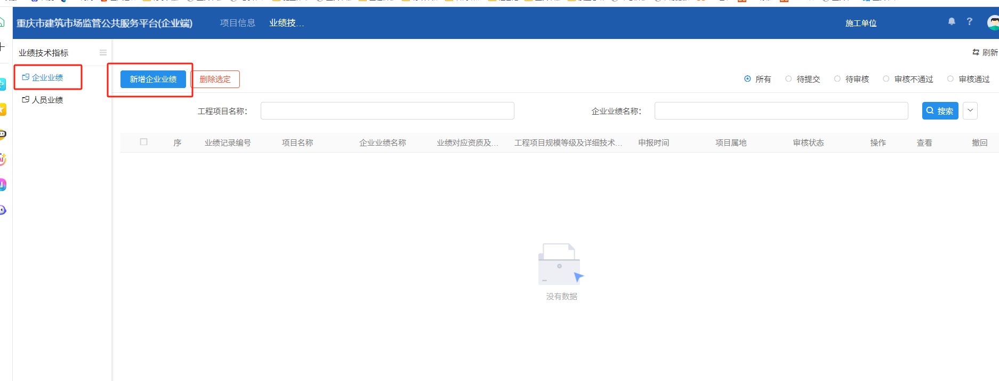 重庆市建筑市场监管公共服务平台(企业端)
项目信息
业绩技...
施工单位
业绩技术指标
刷新
企业业绩
人员业绩
新增企业业绩
删除选定
所有
待提交
待审核
审核不通过
审核通过
工程项目名称：
企业业绩名称：
搜索
序
业绩记录编号
项目名称
企业业绩名称
业绩对应资质及...
工程项目规模等级及详细技术...
申报时间
项目属地
审核状态
操作
查看
撤回
没有数据